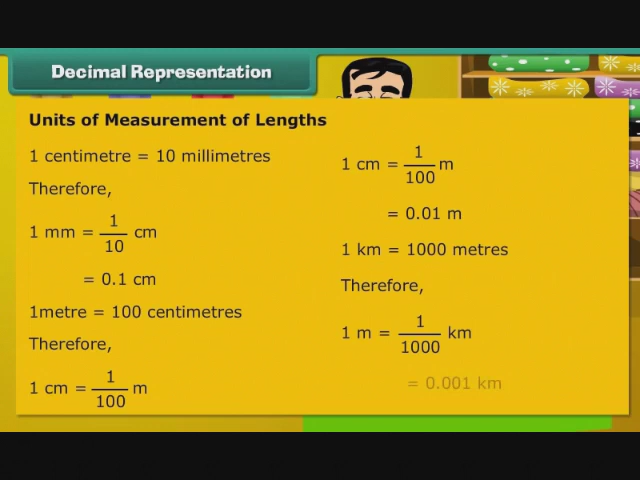 Decimal Representation
Units of Measurement of Lengths
1 centimetre = 10 millimetres
Therefore,
1 mm = 1/10 cm
= 0.1 cm
1metre = 100 centimetres
Therefore,
1 cm = 1/100 m
1 cm = 1/100 m
= 0.01 m
1 km = 1000 metres
Therefore,
1 m = 1/1000 km
= 0.001 km